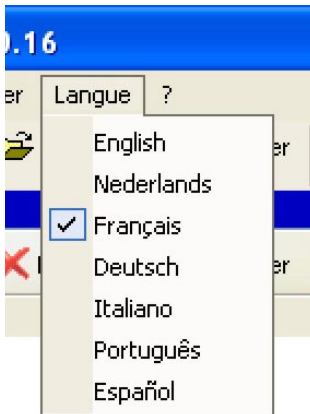 .16
er Langue ?
English
er
Nederlands
Français
Deutsch
er
Italiano
Português
Español